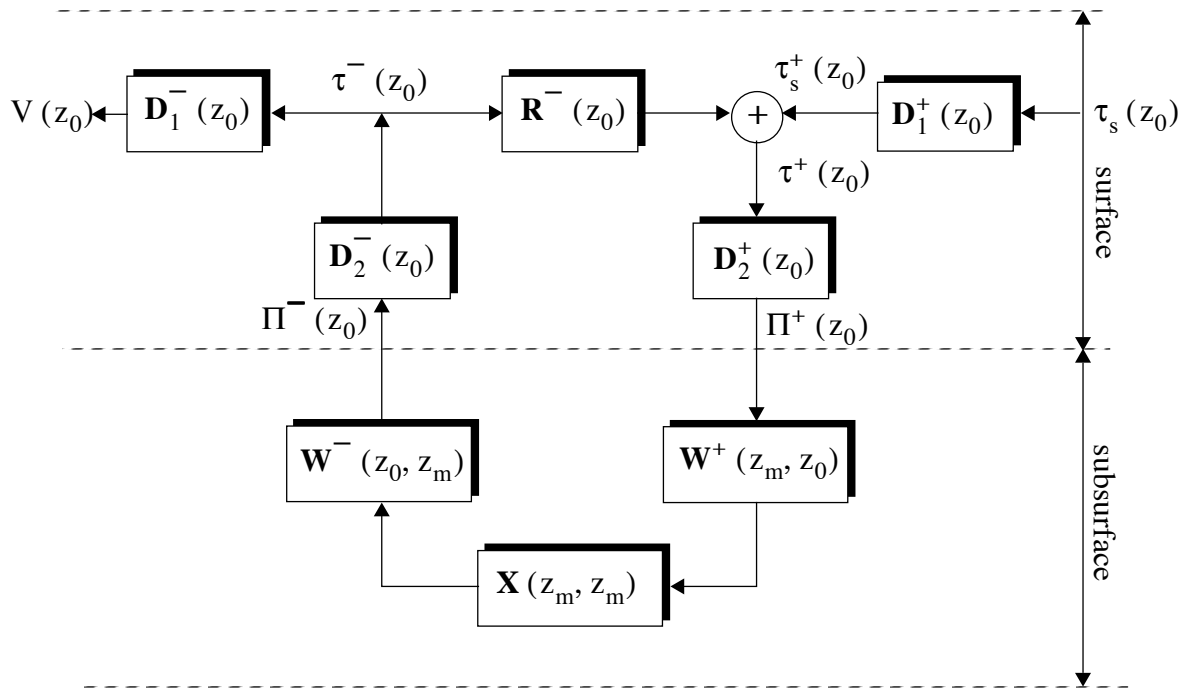 τ⁻ (z₀)
τₛ⁺ (z₀)
V (z₀)
D₁⁻ (z₀)
R⁻ (z₀)
+
D₁⁺ (z₀)
τₛ (z₀)
τ⁺ (z₀)
surface
D₂⁻ (z₀)
D₂⁺ (z₀)
Π⁻ (z₀)
Π⁺ (z₀)
W⁻ (z₀, zₘ)
W⁺ (zₘ, z₀)
subsurface
X (zₘ, zₘ)